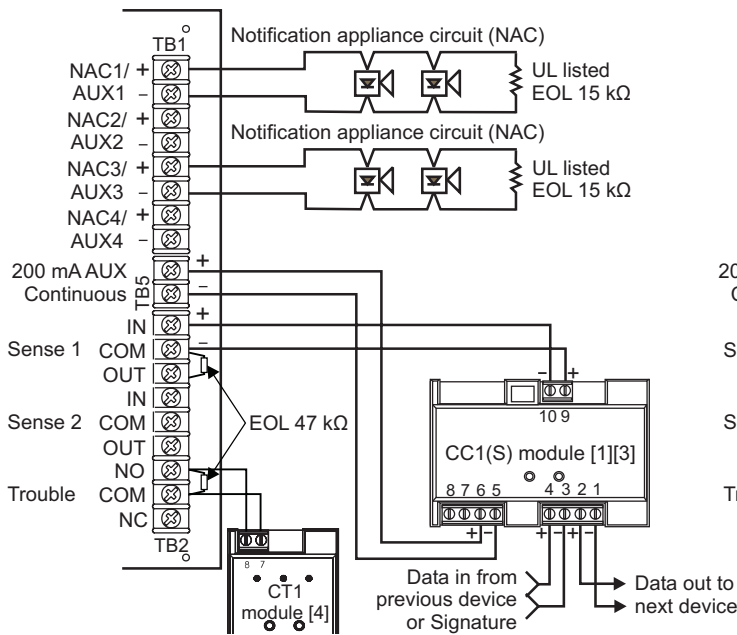 TB1
Notification appliance circuit (NAC)
NAC1/ +
AUX1 –
UL listed
EOL 15 kΩ
NAC2/ +
AUX2 –
Notification appliance circuit (NAC)
NAC3/ +
AUX3 –
UL listed
EOL 15 kΩ
NAC4/ +
AUX4 –
200 mA AUX +
Continuous –
TB5
IN +
Sense 1 COM –
OUT
IN
Sense 2 COM
OUT
EOL 47 kΩ
NO
Trouble COM
NC
TB2
– +
10 9
CC1(S) module [1][3]
8 7 6 5 4 3 2 1
+ – + – + –
8 7
CT1
module [4]
Data in from
previous device
or Signature
Data out to
next device
20
C
S
S
Tr